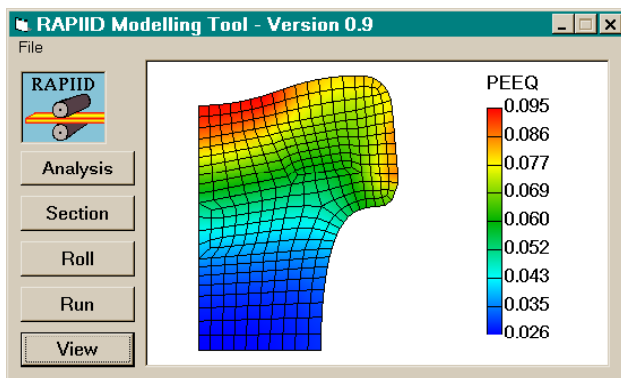 RAPIID Modelling Tool - Version 0.9
File
RAPIID
Analysis
Section
Roll
Run
View
PEEQ
0.095
0.086
0.077
0.069
0.060
0.052
0.043
0.035
0.026